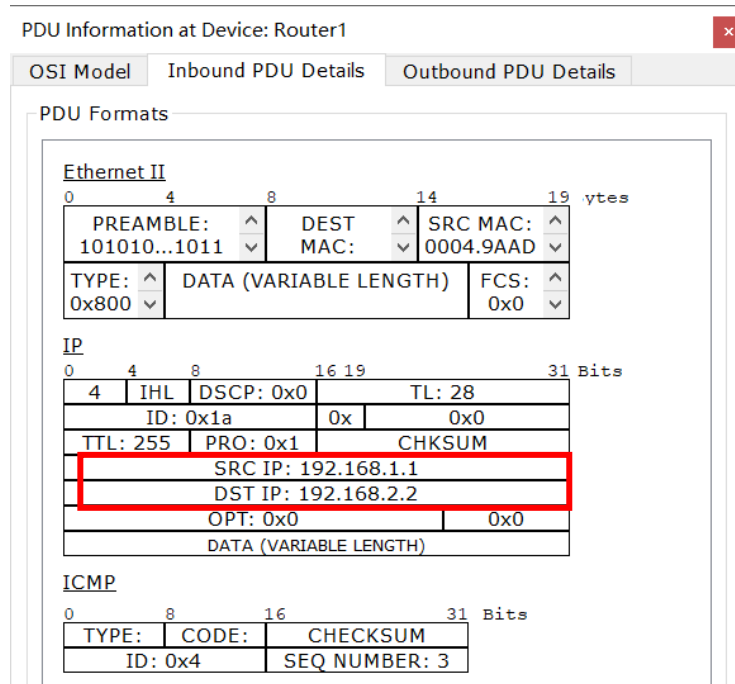 PDU Information at Device: Router1
×
OSI Model Inbound PDU Details Outbound PDU Details
PDU Formats
Ethernet II
0 4 8 14 19 ytes
PREAMBLE: DEST SRC MAC:
101010...1011 MAC: 0004.9AAD
TYPE: DATA (VARIABLE LENGTH) FCS:
0x800 0x0
IP
0 4 8 16 19 31 Bits
4 IHL DSCP: 0x0 TL: 28
ID: 0x1a 0x 0x0
TTL: 255 PRO: 0x1 CHKSUM
SRC IP: 192.168.1.1
DST IP: 192.168.2.2
OPT: 0x0 0x0
DATA (VARIABLE LENGTH)
ICMP
0 8 16 31 Bits
TYPE: CODE: CHECKSUM
ID: 0x4 SEQ NUMBER: 3